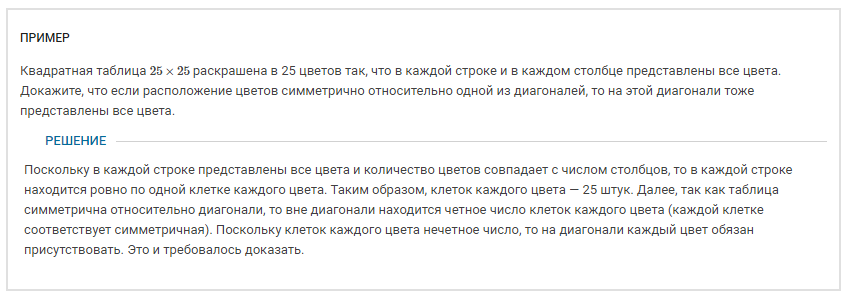 ПРИМЕР
Квадратная таблица 25 × 25 раскрашена в 25 цветов так, что в каждой строке и в каждом столбце представлены все цвета.
Докажите, что если расположение цветов симметрично относительно одной из диагоналей, то на этой диагонали тоже
представлены все цвета.
РЕШЕНИЕ
Поскольку в каждой строке представлены все цвета и количество цветов совпадает с числом столбцов, то в каждой строке
находится ровно по одной клетке каждого цвета. Таким образом, клеток каждого цвета — 25 штук. Далее, так как таблица
симметрична относительно диагонали, то вне диагонали находится четное число клеток каждого цвета (каждой клетке
соответствует симметричная). Поскольку клеток каждого цвета нечетное число, то на диагонали каждый цвет обязан
присутствовать. Это и требовалось доказать.